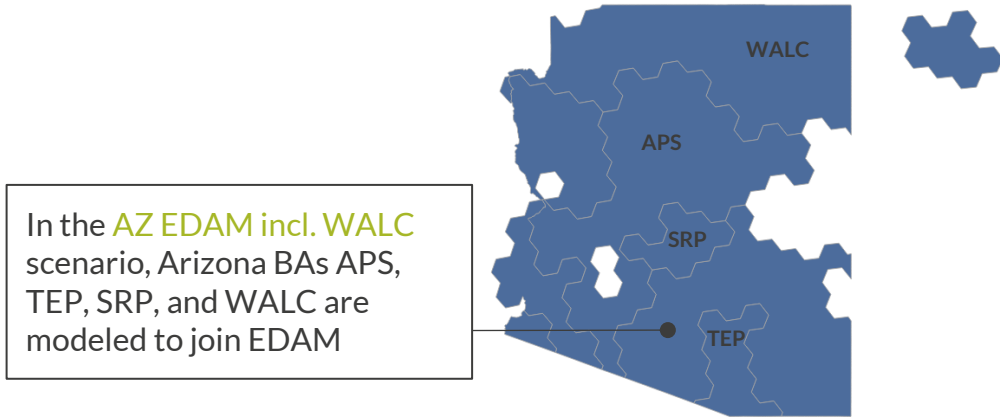 WALC
APS
In the AZ EDAM incl. WALC
scenario, Arizona BAs APS,
TEP, SRP, and WALC are
modeled to join EDAM
SRP
TEP